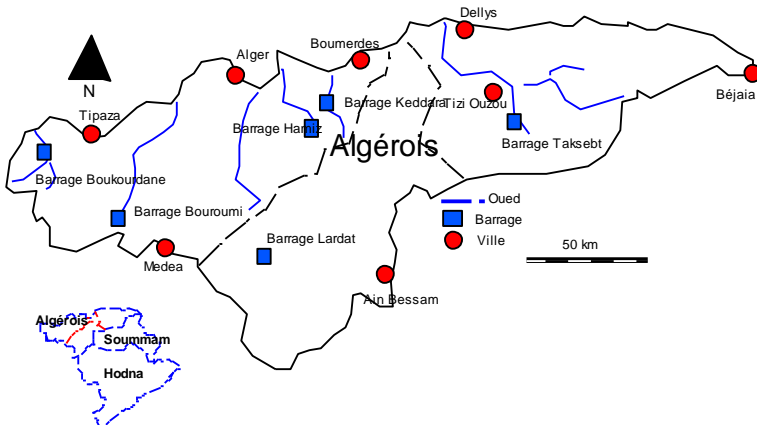 Dellys
Alger
Boumerdes
N
Béjaia
Tipaza
Barrage Keddara
Tizi Ouzou
Barrage Hamiz
Algérois
Barrage Taksebt
Barrage Boukourdane
Oued
Barrage Bouroumi
Barrage
Ville
Barrage Lardat
50 km
Medea
Ain Bessam
Algérois
Soummam
Hodna